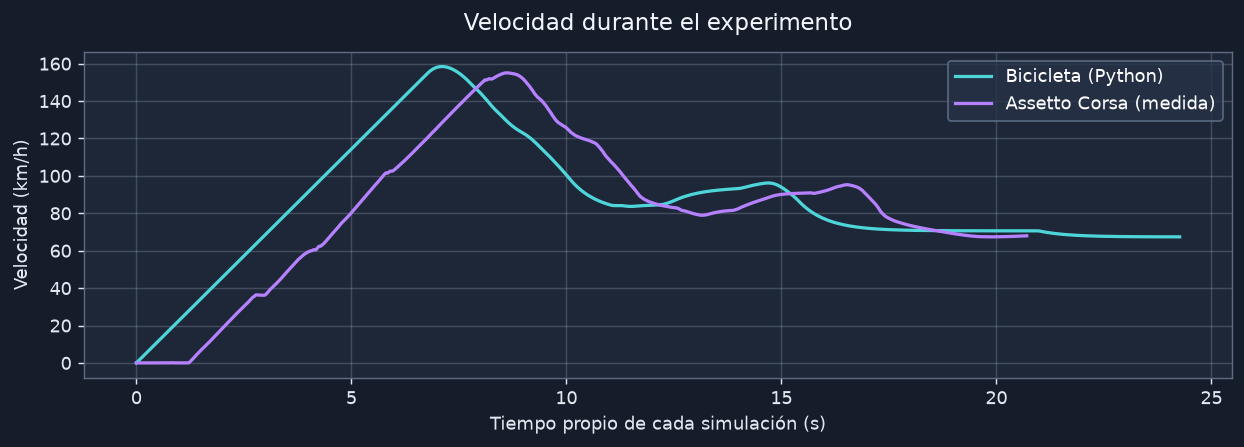 Velocidad durante el experimento
Velocidad (km/h)
160
140
120
100
80
60
40
20
0
Bicicleta (Python)
Assetto Corsa (medida)
0 5 10 15 20 25
Tiempo propio de cada simulación (s)